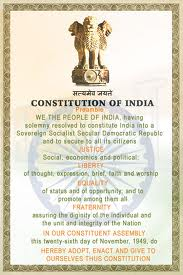 सत्यमेव जयते
CONSTITUTION OF INDIA
Preamble
WE THE PEOPLE OF INDIA, having
solemnly resolved to constitute India into a
Sovereign Socialist Secular Democratic Republc
and to secure to all its citizens
JUSTICE
Social, economics and political:
LIBERTY
of thought, expression, brief, faith and worship
EQUALITY
of status and of opportunity, and to
promote among them all
FRATERNITY
assuring the dignity of the Individual and
the unit and integrity of the Nation
IN OUR CONSTITUENT ASSEMBLY
this twenty-sixth day of November, 1949, do
HEREBY ADOPT, ENACT AND GIVE TO
OURSELVES THUS CONSTITUTION